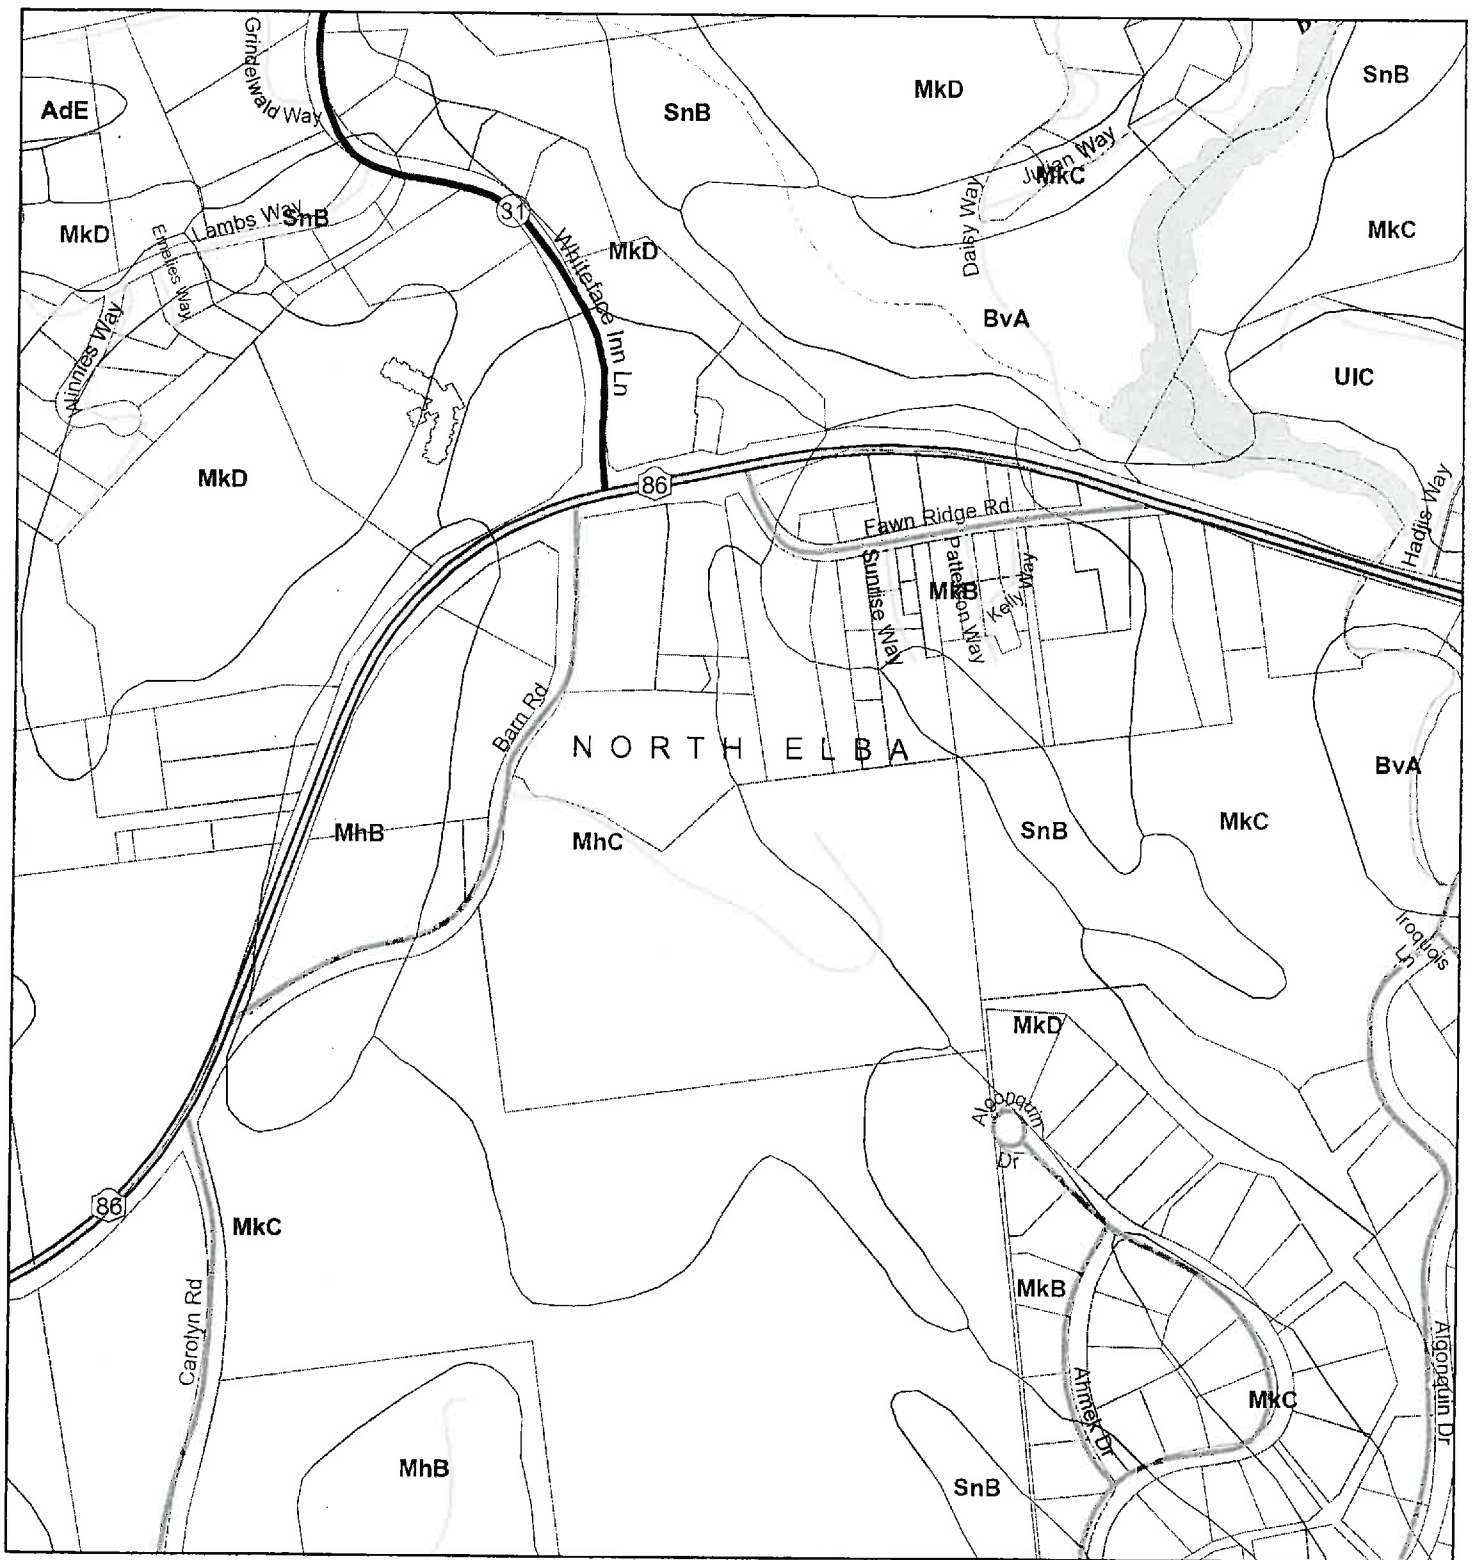 Grindelwald Way
AdE
SnB
MkD
SnB
Julian Way
MkC
Lambs Way
SnB
31
MkD
Emelies Way
Whiteface Inn Ln
MkD
Daisy Way
MkC
BvA
Ninnies Way
UIC
MkD
86
Fawn Ridge Rd
Hadjis Way
Sunrise Way
Patterson Way
MkB
Kelly Way
Barn Rd
NORTH ELBA
BvA
MhB
MhC
SnB
MkC
Iroquois
Ln
MkD
Algonquin
Dr
86
MkC
MkB
Carolyn Rd
Algonquin Dr
Ahmek Dr
MkC
MhB
SnB